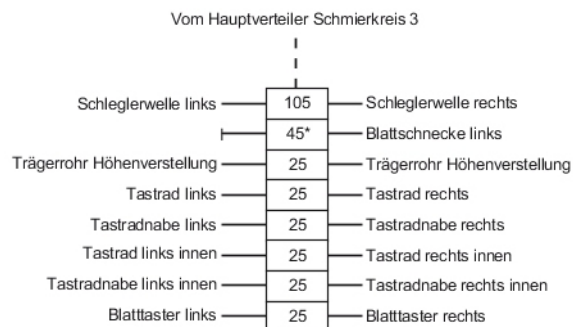 Vom Hauptverteiler Schmierkreis 3
Schleglerwelle links 105 Schleglerwelle rechts
45* Blattschnecke links
Trägerrohr Höhenverstellung 25 Trägerrohr Höhenverstellung
Tastrad links 25 Tastrad rechts
Tastradnabe links 25 Tastradnabe rechts
Tastrad links innen 25 Tastrad rechts innen
Tastradnabe links innen 25 Tastradnabe rechts innen
Blatttaster links 25 Blatttaster rechts